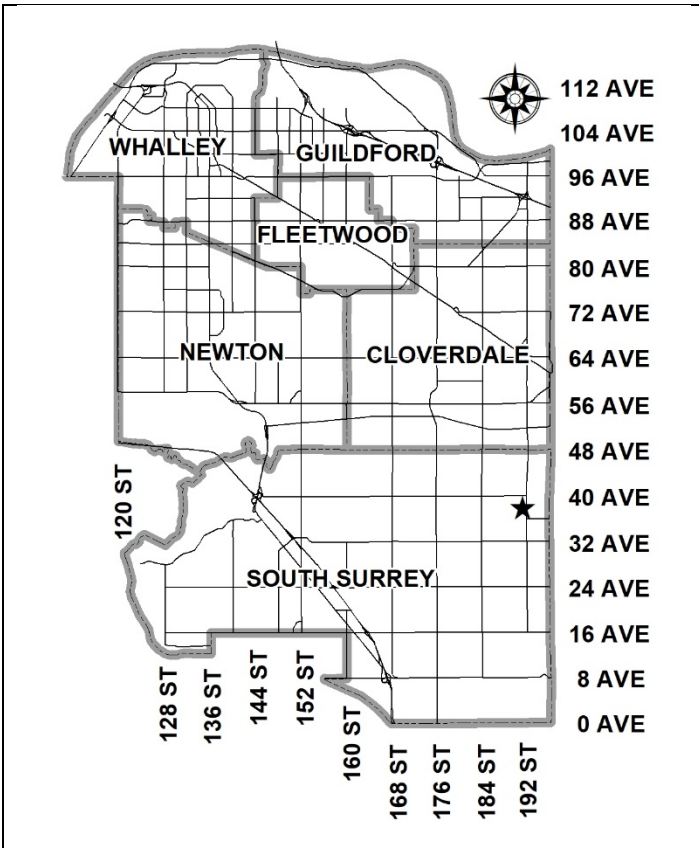 112 AVE
104 AVE
WHALLEY
GUILDFORD
96 AVE
88 AVE
FLEETWOOD
80 AVE
72 AVE
NEWTON
CLOVERDALE
64 AVE
56 AVE
48 AVE
120 ST
40 AVE
32 AVE
SOUTH SURREY
24 AVE
16 AVE
8 AVE
0 AVE
128 ST
136 ST
144 ST
152 ST
160 ST
168 ST
176 ST
184 ST
192 ST